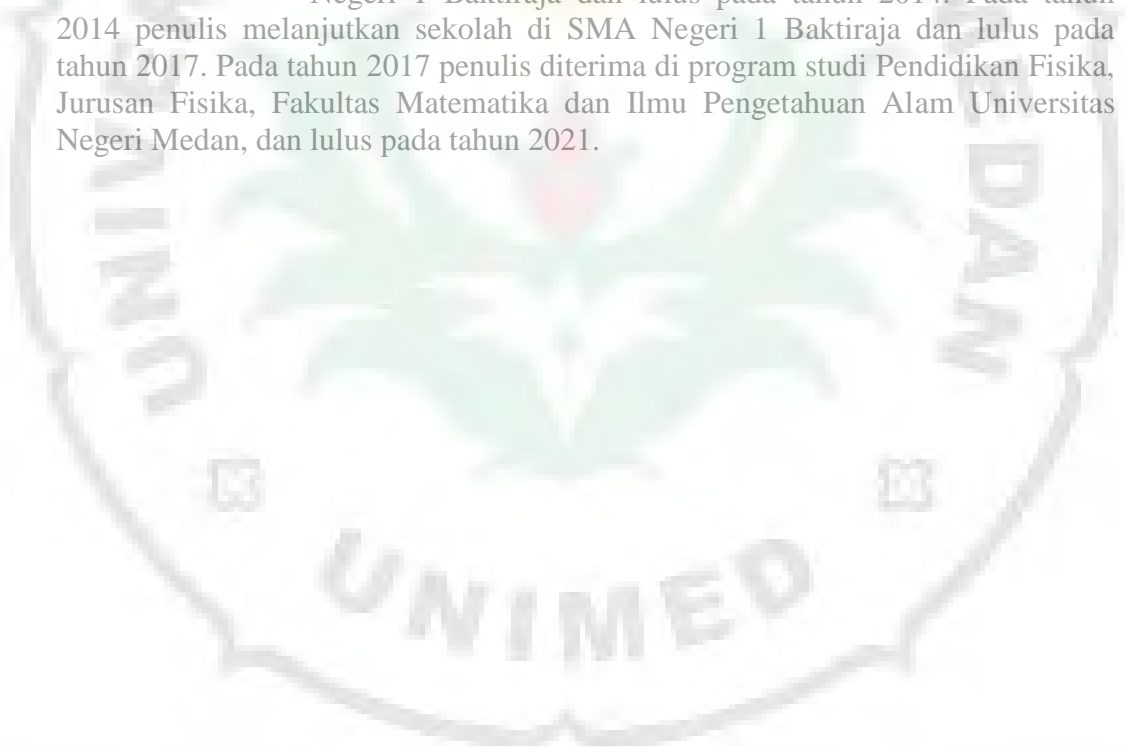 Negeri 1 Baktiraja dan lulus pada tahun 2014. Pada tahun
2014 penulis melanjutkan sekolah di SMA Negeri 1 Baktiraja dan lulus pada
tahun 2017. Pada tahun 2017 penulis diterima di program studi Pendidikan Fisika,
Jurusan Fisika, Fakultas Matematika dan Ilmu Pengetahuan Alam Universitas
Negeri Medan, dan lulus pada tahun 2021.
UNIMED